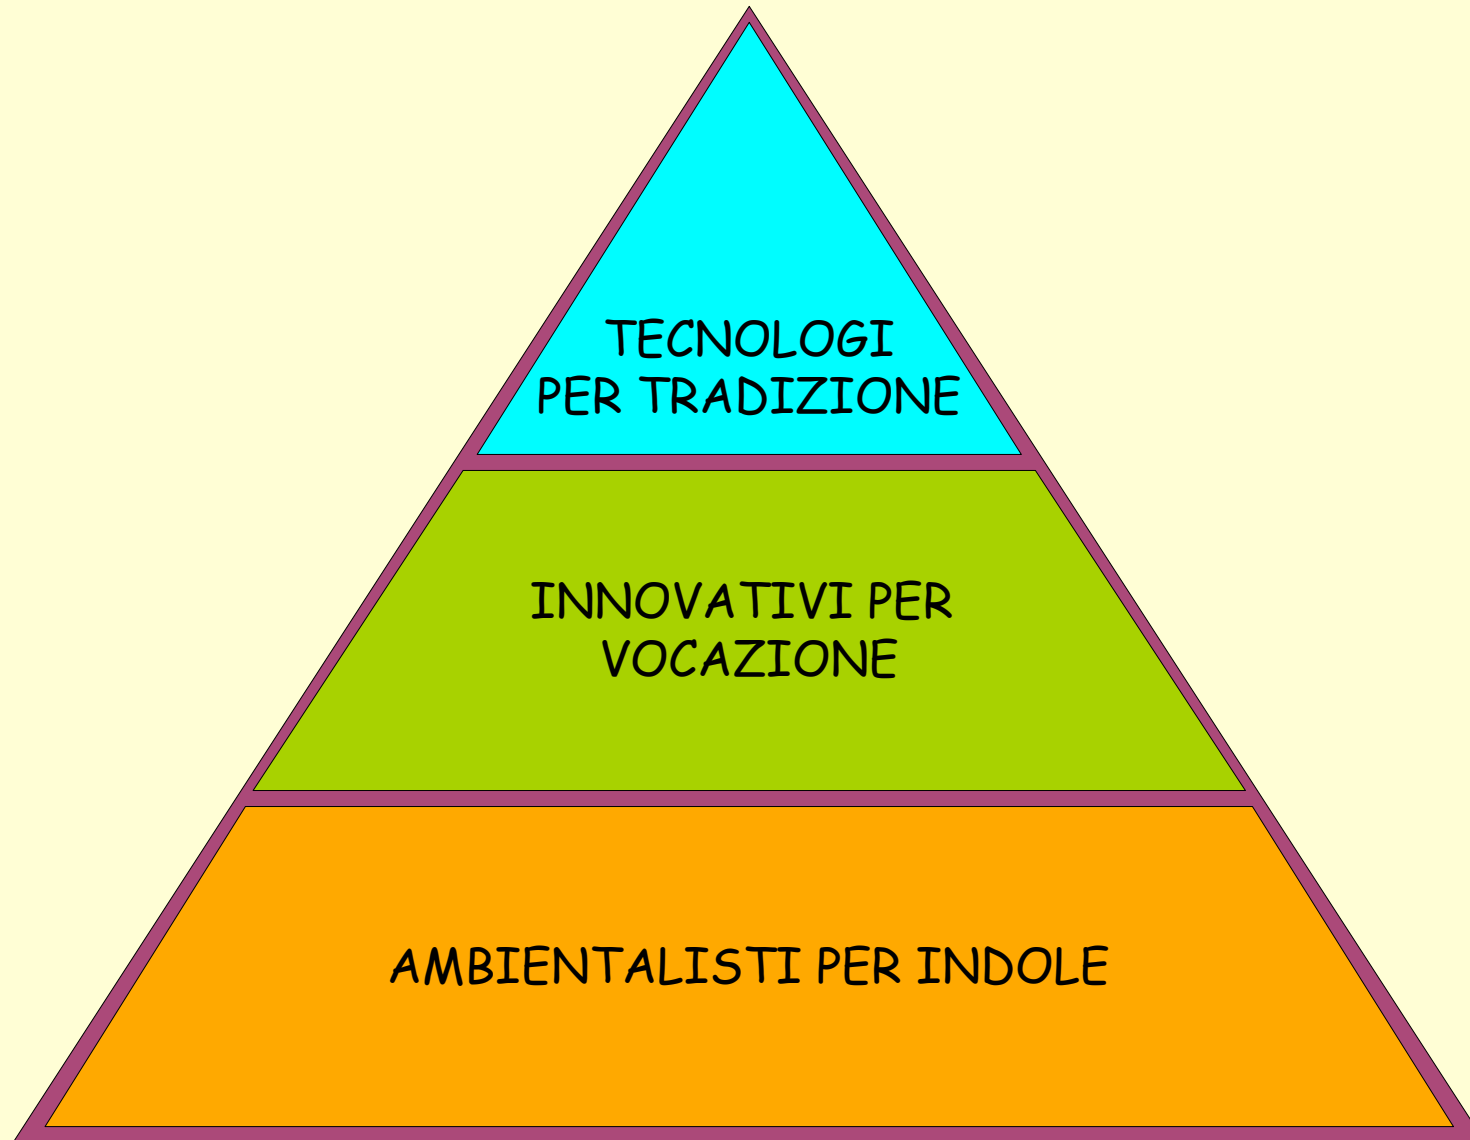 TECNOLOGI
PER TRADIZIONE
INNOVATIVI PER
VOCAZIONE
AMBIENTALISTI PER INDOLE